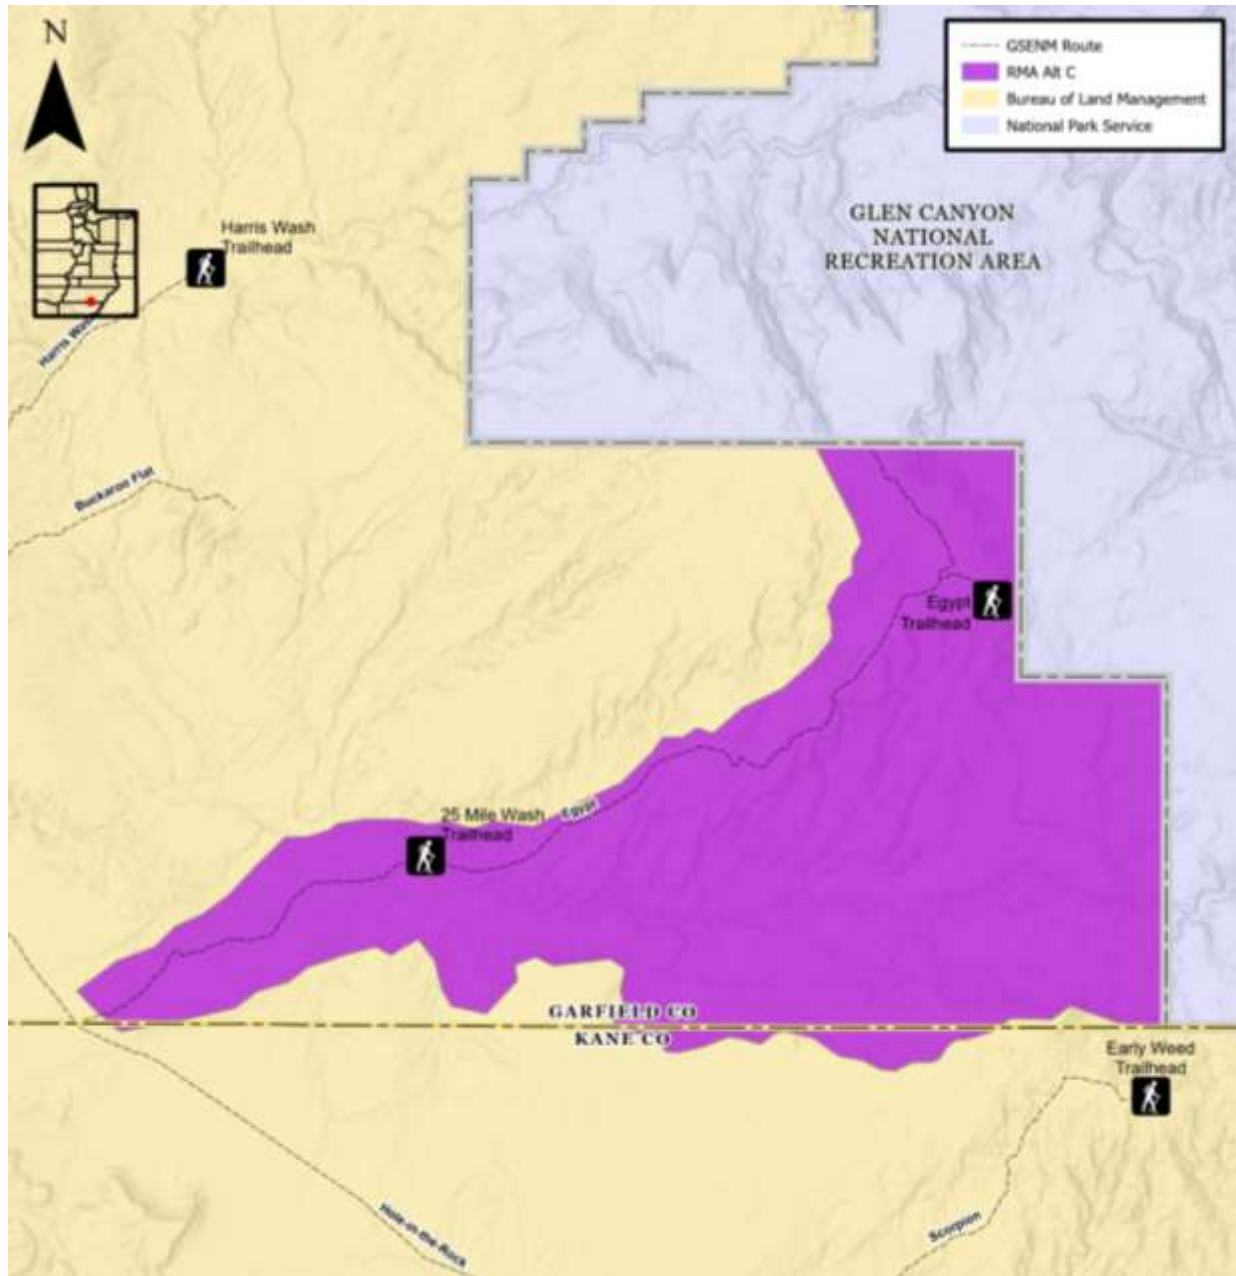 N
GSENM Route
RMA Alt C
Bureau of Land Management
National Park Service
GLEN CANYON
NATIONAL
RECREATION AREA
Harris Wash
Trailhead
Harris Wash
Buckaroo Flat
Egypt
Trailhead
25 Mile Wash
Trailhead
Egypt
GARFIELD CO
KANE CO
Early Weed
Trailhead
Hole-in-the-Rock
Scorpion